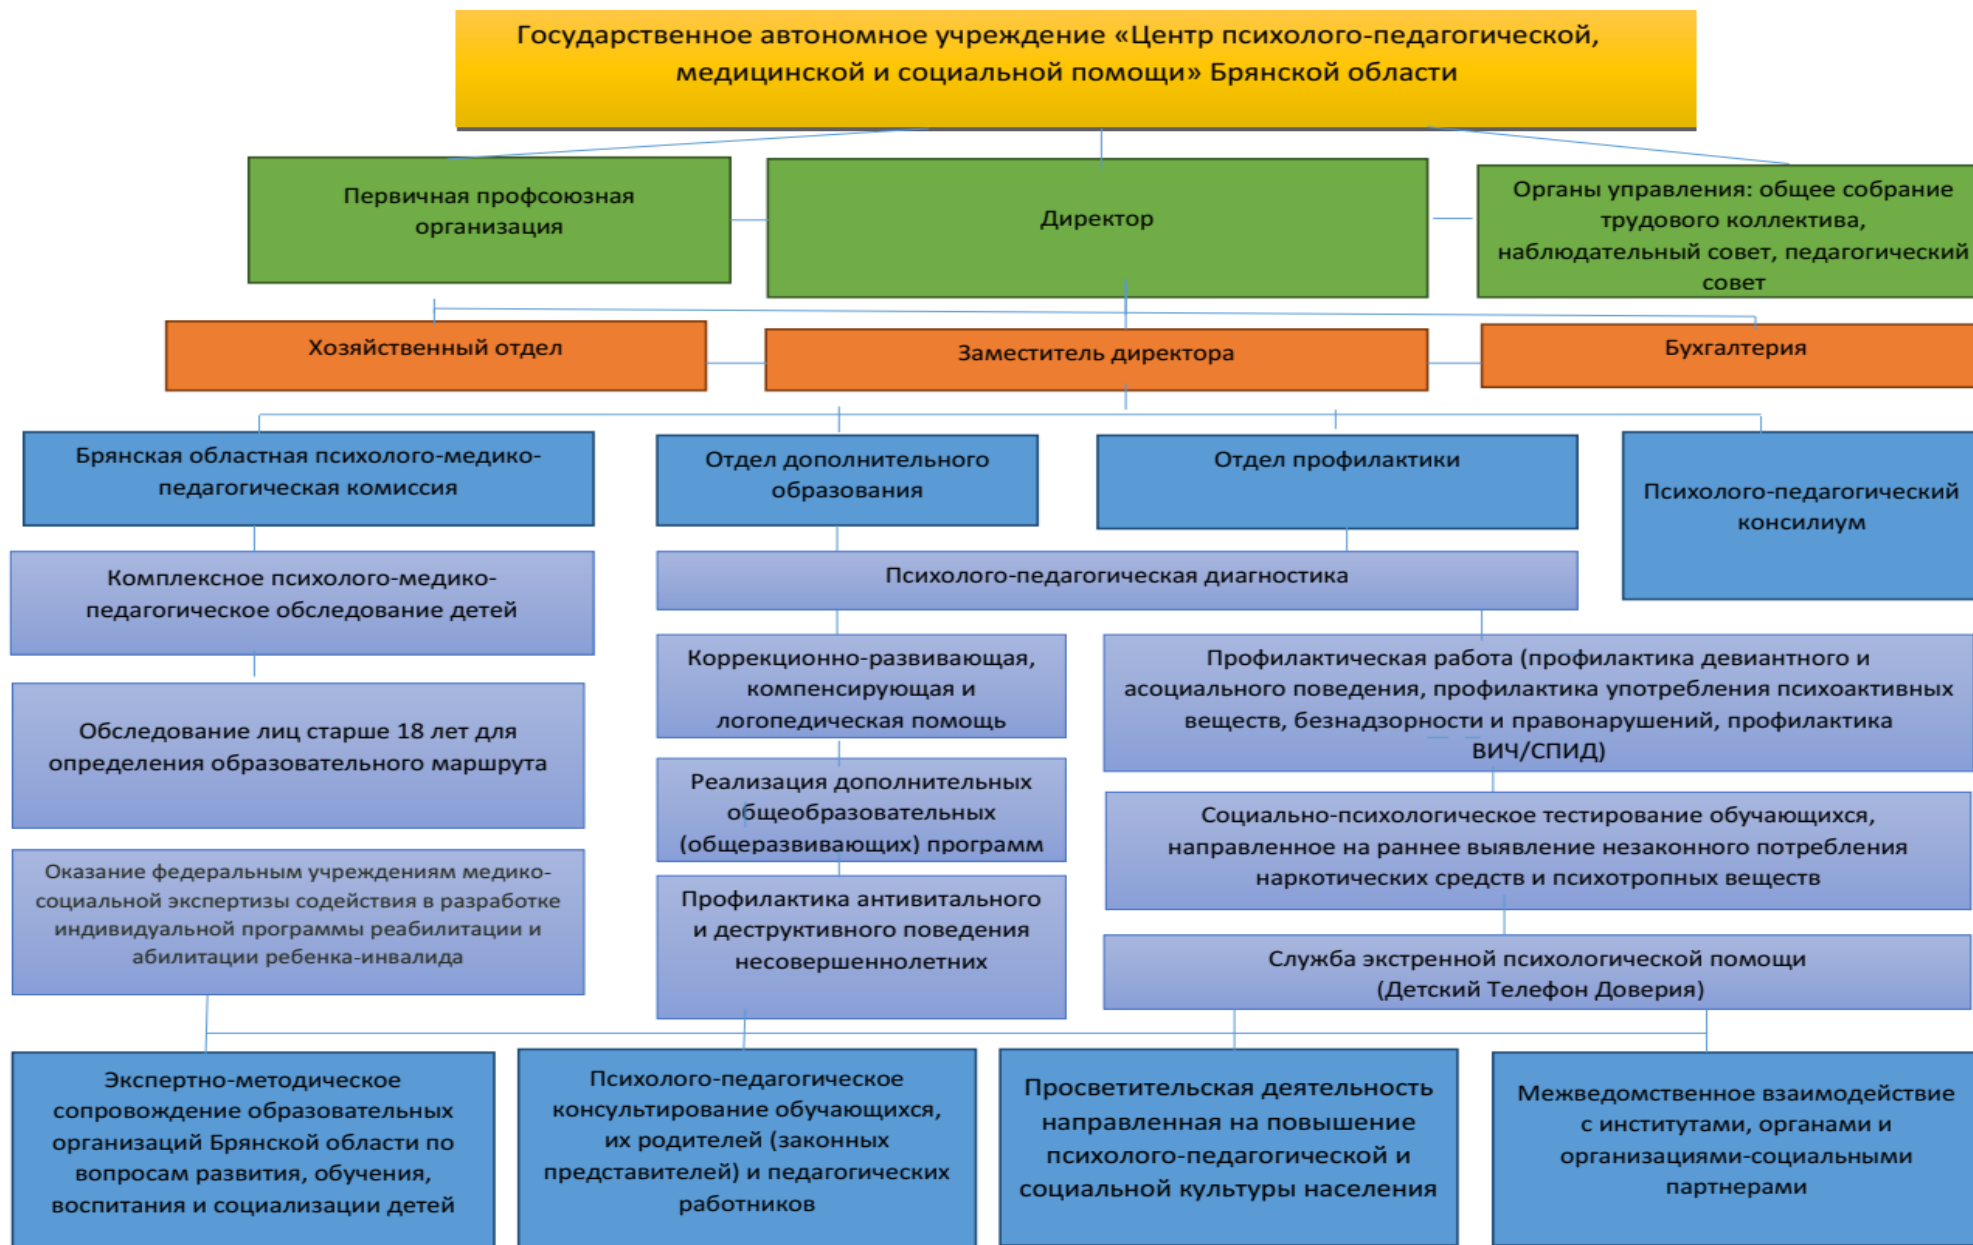 Государственное автономное учреждение «Центр психолого-педагогической,
медицинской и социальной помощи» Брянской области
Первичная профсоюзная
организация
Директор
Органы управления: общее собрание
трудового коллектива,
наблюдательный совет, педагогический
совет
Хозяйственный отдел
Заместитель директора
Бухгалтерия
Брянская областная психолого-медико-
педагогическая комиссия
Отдел дополнительного
образования
Отдел профилактики
Психолого-педагогический
консилиум
Комплексное психолого-медико-
педагогическое обследование детей
Психолого-педагогическая диагностика
Обследование лиц старше 18 лет для
определения образовательного маршрута
Коррекционно-развивающая,
компенсирующая и
логопедическая помощь
Профилактическая работа (профилактика девиантного и
асоциального поведения, профилактика употребления психоактивных
веществ, безнадзорности и правонарушений, профилактика
ВИЧ/СПИД)
Реализация дополнительных
общеобразовательных
(общеразвивающих) программ
Социально-психологическое тестирование обучающихся,
направленное на раннее выявление незаконного потребления
наркотических средств и психотропных веществ
Оказание федеральным учреждениям медико-
социальной экспертизы содействия в разработке
индивидуальной программы реабилитации и
абилитации ребенка-инвалида
Профилактика антивитального
и деструктивного поведения
несовершеннолетних
Служба экстренной психологической помощи
(Детский Телефон Доверия)
Экспертно-методическое
сопровождение образовательных
организаций Брянской области по
вопросам развития, обучения,
воспитания и социализации детей
Психолого-педагогическое
консультирование обучающихся,
их родителей (законных
представителей) и педагогических
работников
Просветительская деятельность
направленная на повышение
психолого-педагогической и
социальной культуры населения
Межведомственное взаимодействие
с институтами, органами и
организациями-социальными
партнерами